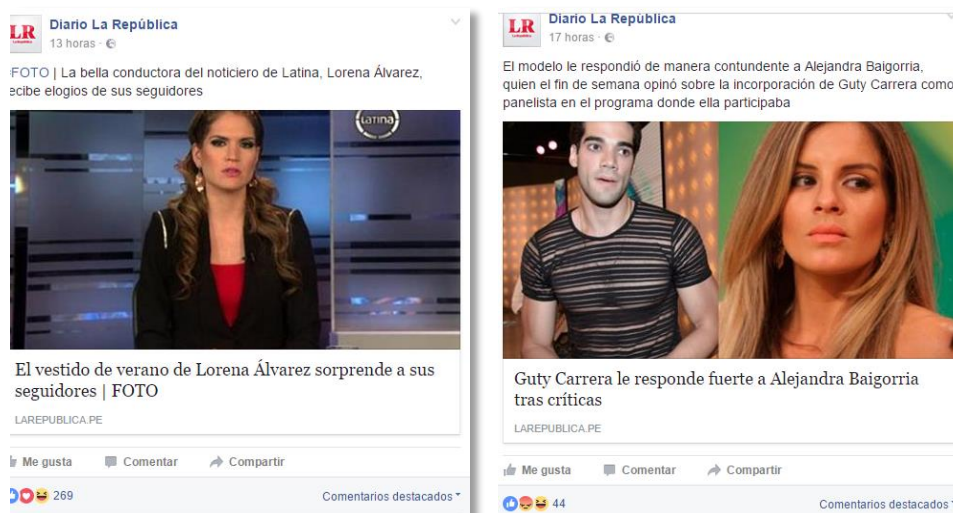 LR
Diario La República
13 horas ·
FOTO | La bella conductora del noticiero de Latina, Lorena Álvarez,
ecibe elogios de sus seguidores
Latina
El vestido de verano de Lorena Álvarez sorprende a sus
seguidores | FOTO
LAREPUBLICA.PE
Me gusta Comentar Compartir
269 Comentarios destacados
LR
Diario La República
17 horas ·
El modelo le respondió de manera contundente a Alejandra Baigorria,
quien el fin de semana opinó sobre la incorporación de Guty Carrera como
panelista en el programa donde ella participaba
Guty Carrera le responde fuerte a Alejandra Baigorria
tras críticas
LAREPUBLICA.PE
Me gusta Comentar Compartir
44 Comentarios destacados